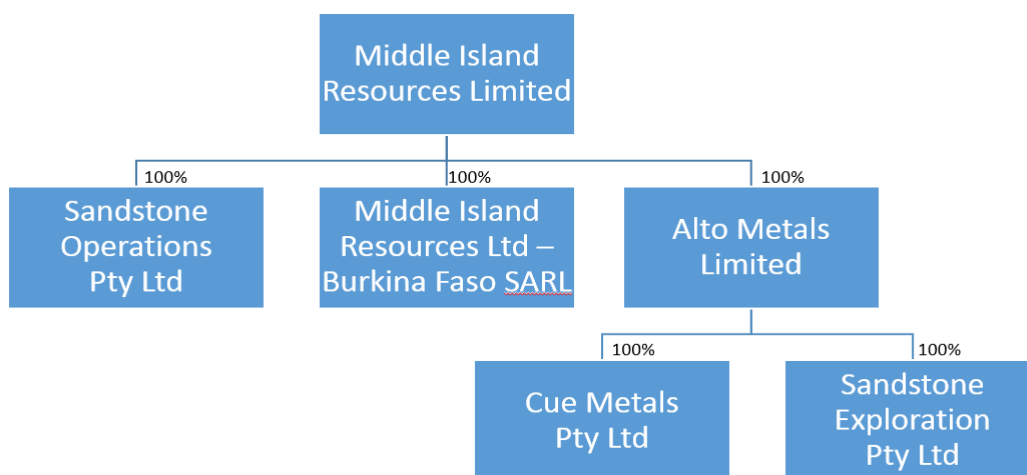 Middle Island
Resources Limited
100%
100%
100%
Sandstone
Operations
Pty Ltd
Middle Island
Resources Ltd –
Burkina Faso SARL
Alto Metals
Limited
100%
100%
Cue Metals
Pty Ltd
Sandstone
Exploration
Pty Ltd